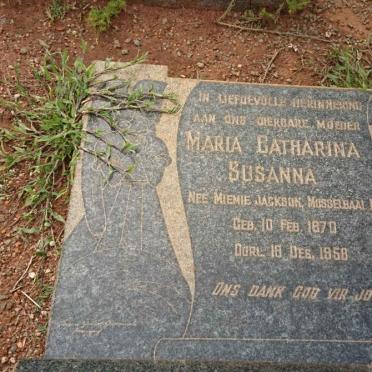 IN LIEFDEVOLLE HERINNERING
AAN ONS DIERBARE MOEDER
MARIA CATHARINA
SUSANNA
NEE MIEMIE JACKSON, MOSSELBAAI
GEB. 10 FEB. 1870
OORL. 16 DES. 1958
ONS DANK GOD VIR